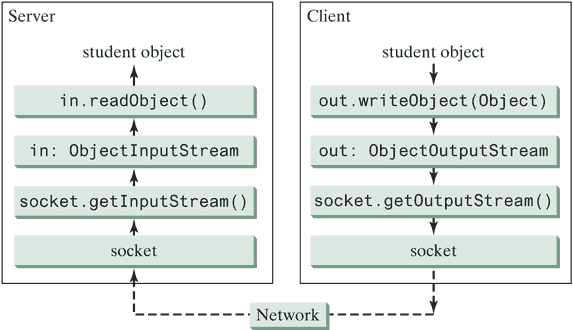 Server
student object
in.readObject()
in: ObjectInputStream
socket.getInputStream()
socket
Client
student object
out.writeObject(Object)
out: ObjectOutputStream
socket.getOutputStream()
socket
Network